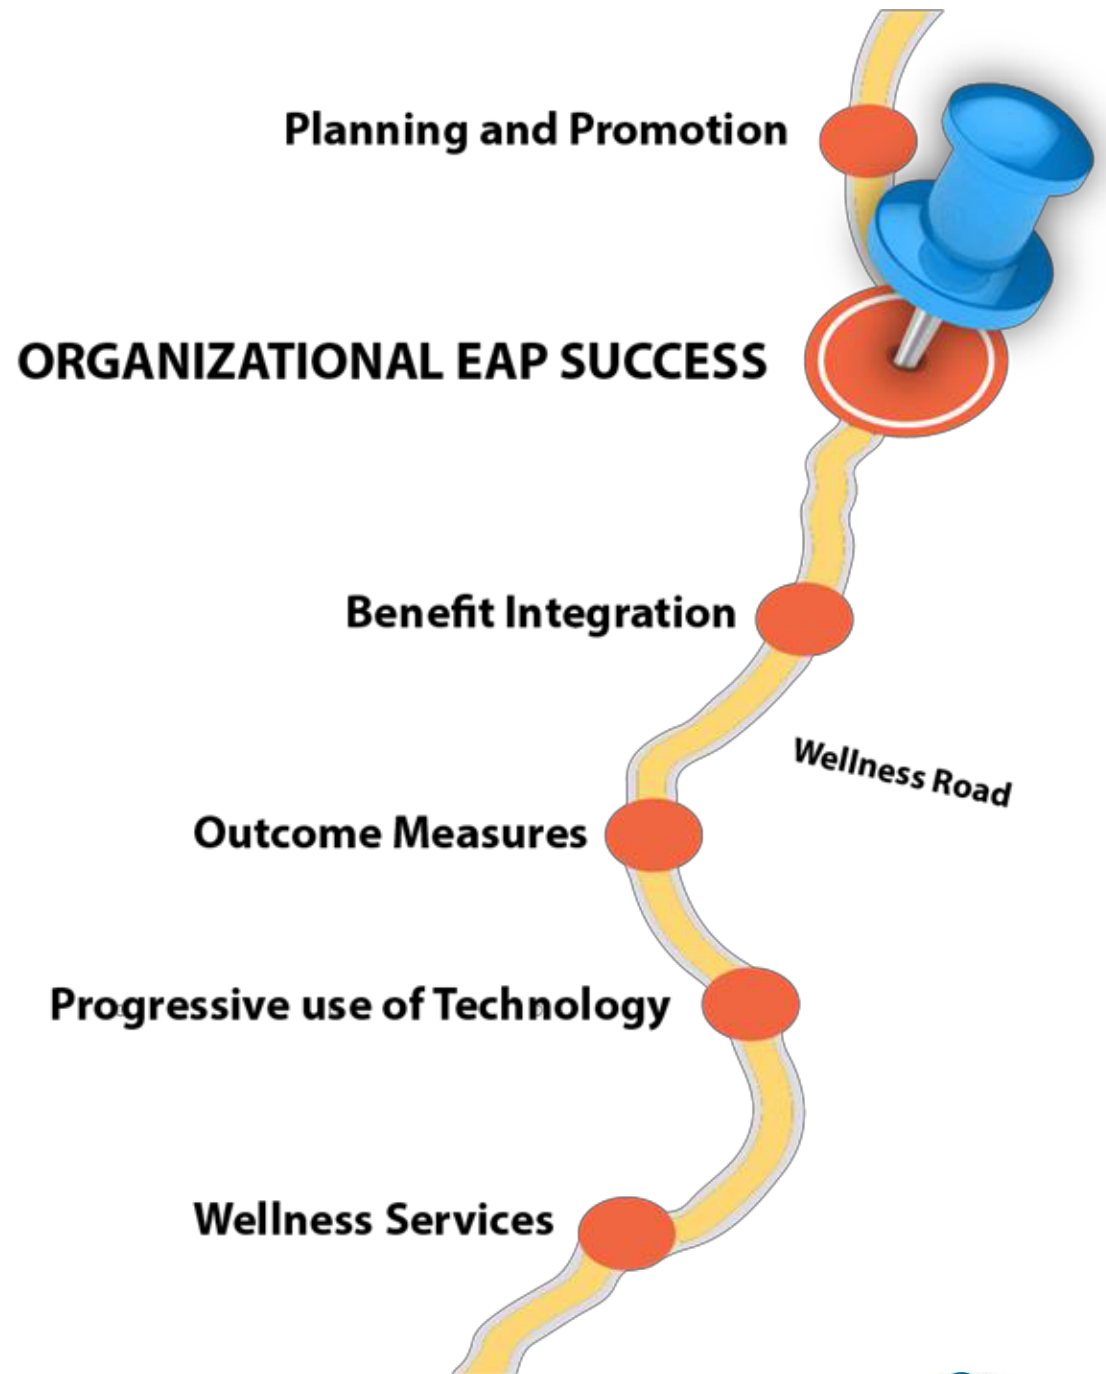 Planning and Promotion
ORGANIZATIONAL EAP SUCCESS
Benefit Integration
Wellness Road
Outcome Measures
Progressive use of Technology
Wellness Services